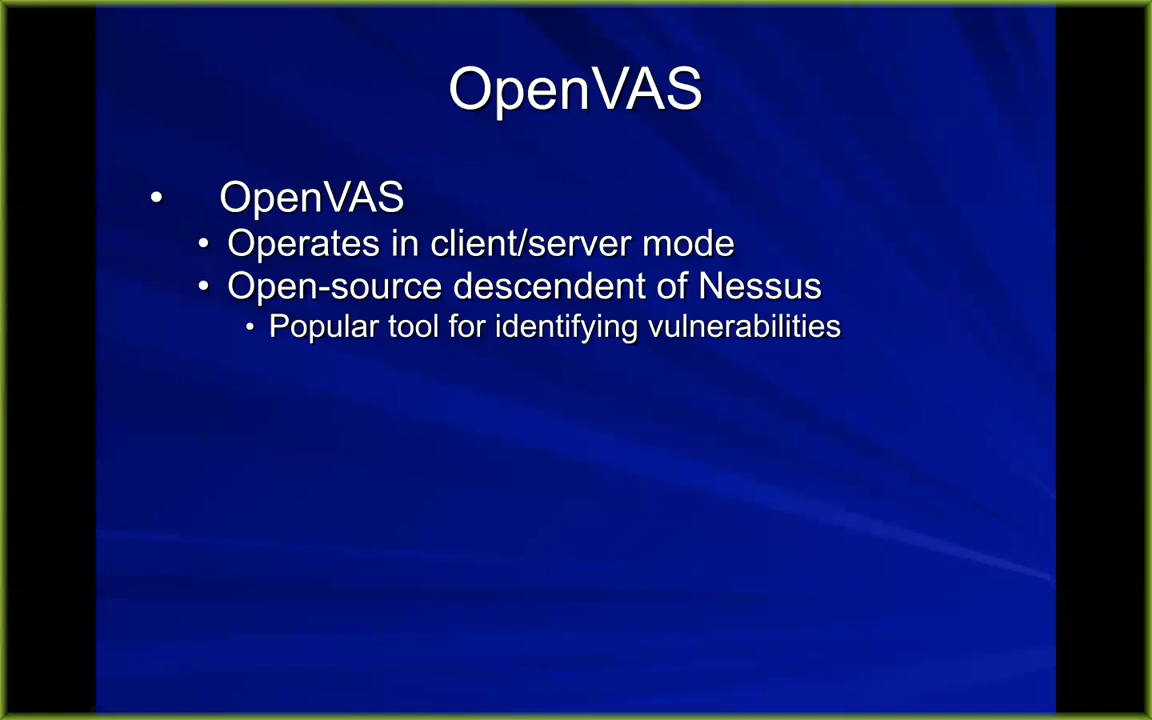 OpenVAS
• OpenVAS
• Operates in client/server mode
• Open-source descendent of Nessus
• Popular tool for identifying vulnerabilities